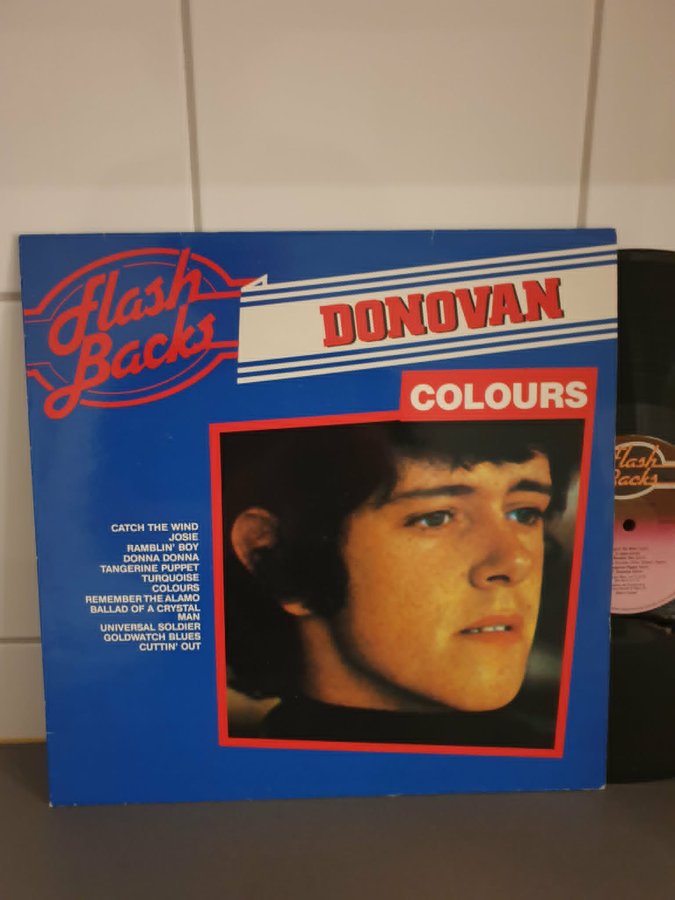 Flash
Backs
DONOVAN
COLOURS
CATCH THE WIND
JOSIE
RAMBLIN' BOY
DONNA DONNA
TANGERINE PUPPET
TURQUOISE
COLOURS
REMEMBER THE ALAMO
BALLAD OF A CRYSTAL
MAN
UNIVERSAL SOLDIER
GOLDWATCH BLUES
CUTTIN' OUT
Flash
Backs